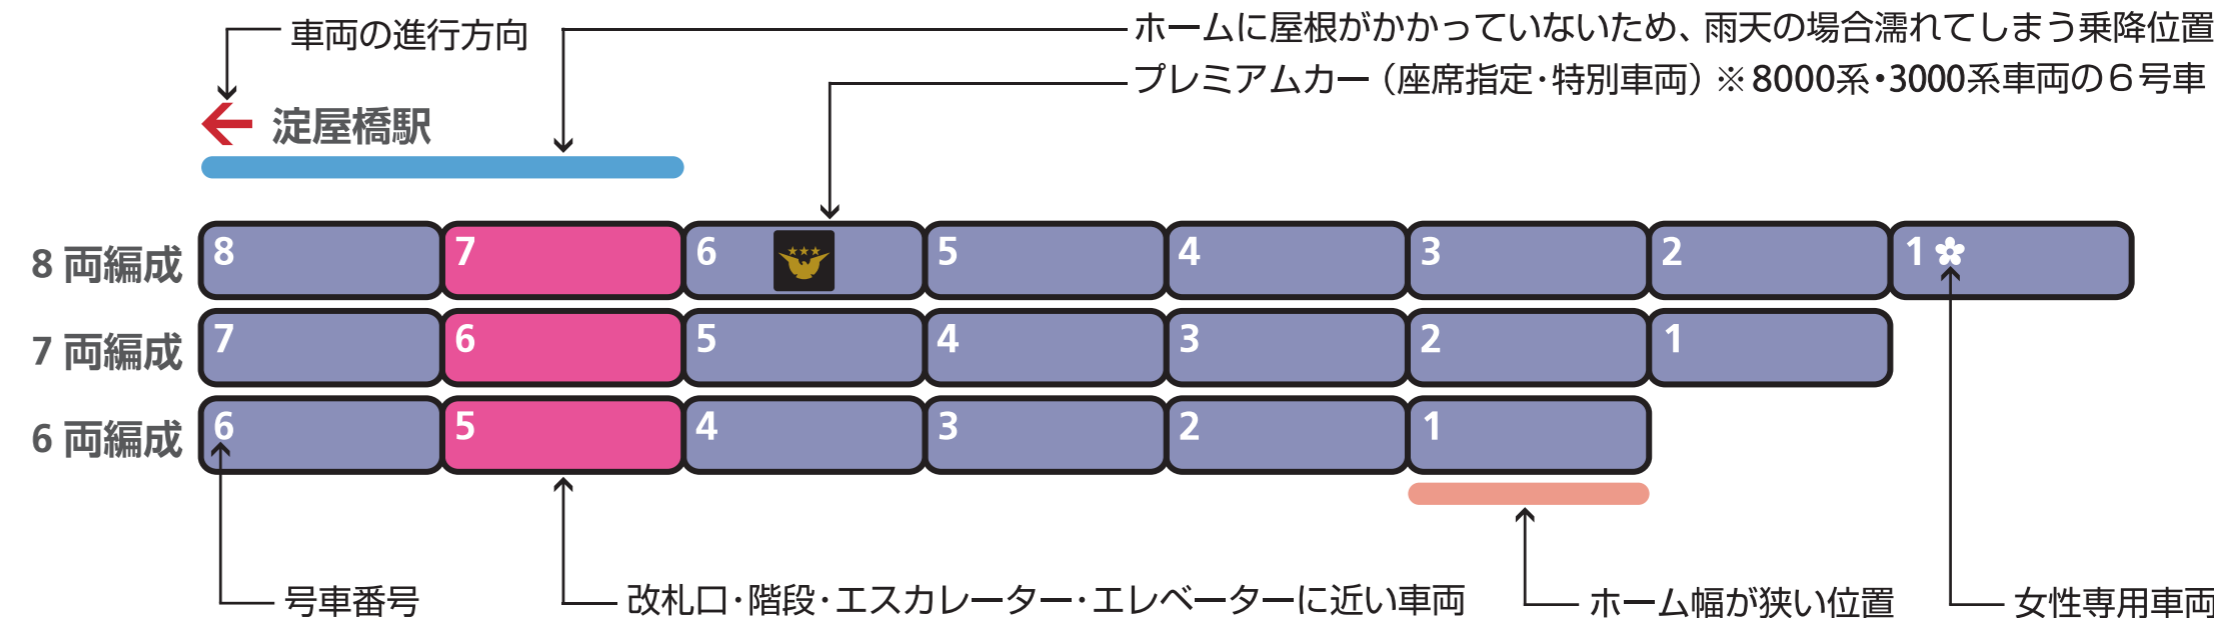 車両の進行方向
ホームに屋根がかかっていないため、雨天の場合濡れてしまう乗降位置
プレミアムカー（座席指定・特別車両）※8000系・3000系車両の６号車
淀屋橋駅
8 両編成 8 7 6 5 4 3 2 1
7 両編成 7 6 5 4 3 2 1
6 両編成 6 5 4 3 2 1
号車番号
改札口・階段・エスカレーター・エレベーターに近い車両
ホーム幅が狭い位置
女性専用車両